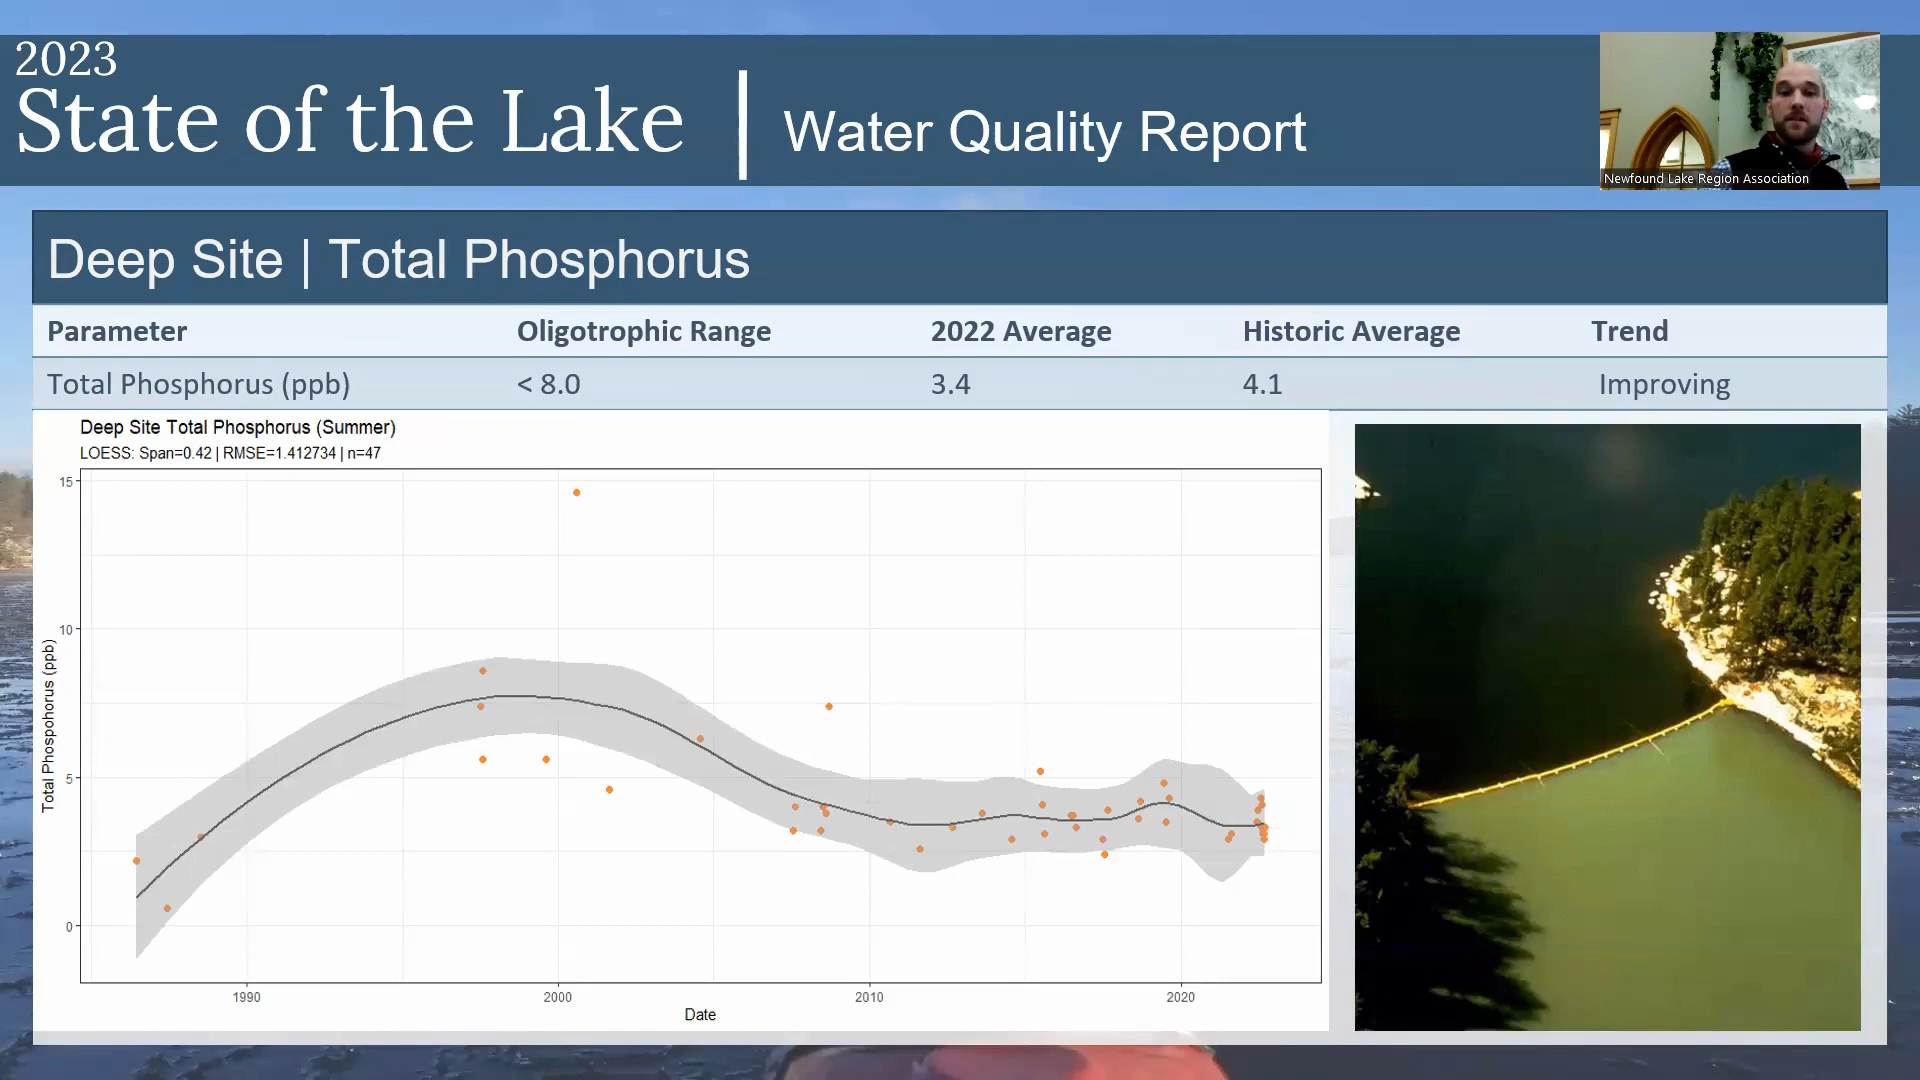 2023
State of the Lake | Water Quality Report
Newfound Lake Region Association
Deep Site | Total Phosphorus
Parameter Oligotrophic Range 2022 Average Historic Average Trend
Total Phosphorus (ppb) < 8.0 3.4 4.1 Improving
Deep Site Total Phosphorus (Summer)
LOESS: Span=0.42 | RMSE=1.412734 | n=47
15
10
5
0
Total Phospohorus (ppb)
1990 2000 2010 2020
Date